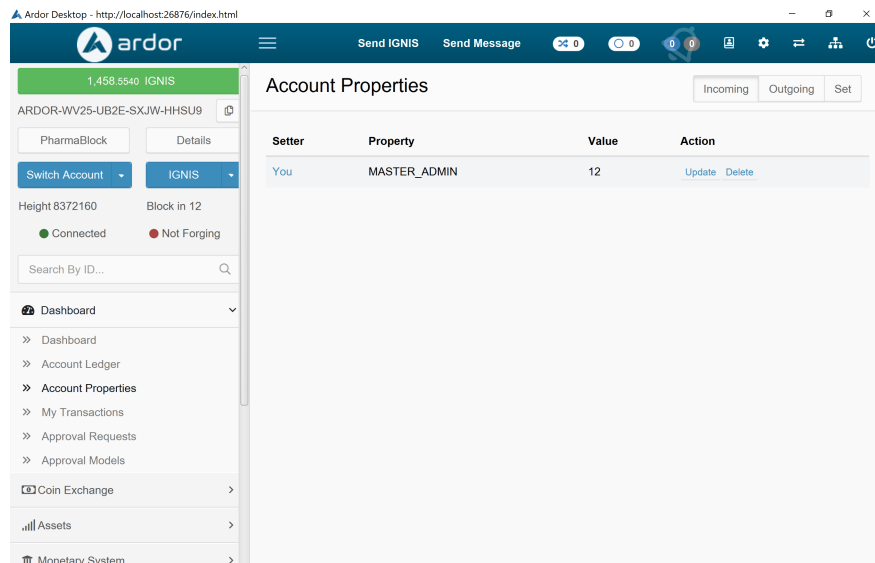 Ardor Desktop - http://localhost:26876/index.html
ardor
Send IGNIS Send Message 0 0 0 0
1,458.5540 IGNIS
ARDOR-WV25-UB2E-SXJW-HHSU9
PharmaBlock Details
Switch Account IGNIS
Height 8372160 Block in 12
Connected Not Forging
Search By ID...
Dashboard
Dashboard
Account Ledger
Account Properties
My Transactions
Approval Requests
Approval Models
Coin Exchange
Assets
Monetary System
Account Properties
Incoming Outgoing Set
Setter Property Value Action
You MASTER_ADMIN 12 Update Delete